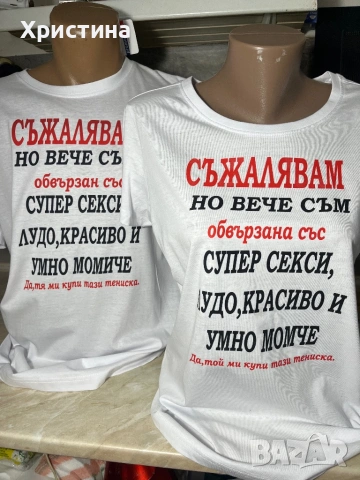 Христина
СЪЖАЛЯВАМ
НО ВЕЧЕ СЪМ
обвързан със
СУПЕР СЕКСИ,
ЛУДО,КРАСИВО И
УМНО МОМИЧЕ
Да,тя ми купи тази тениска.
СЪЖАЛЯВАМ
НО ВЕЧЕ СЪМ
обвързана със
СУПЕР СЕКСИ,
ЛУДО,КРАСИВО И
УМНО МОМЧЕ
Да,той ми купи тази тениска.
BAZAR